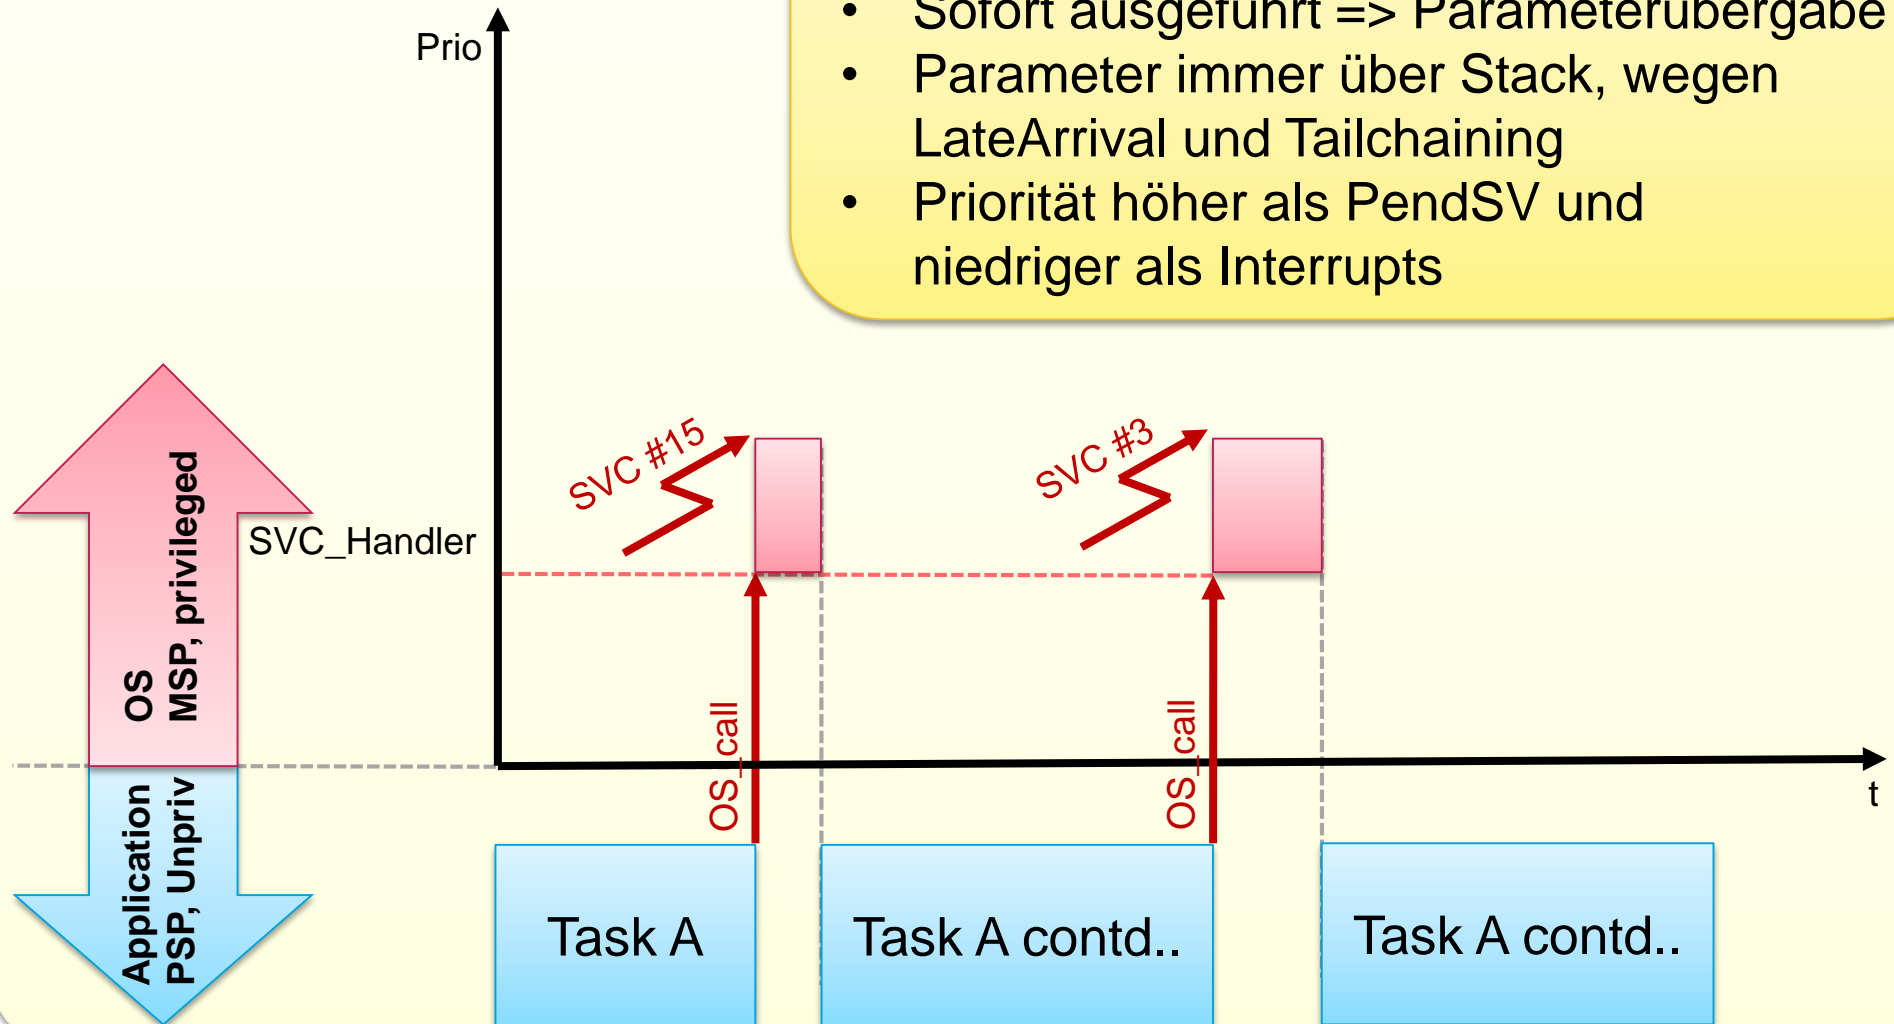 • Sofort ausgeführt => Parameterübergabe
• Parameter immer über Stack, wegen
LateArrival und Tailchaining
• Priorität höher als PendSV und
niedriger als Interrupts
Prio
SVC #15
SVC #3
SVC_Handler
OS
MSP, privileged
OS_call
OS_call
t
Application
PSP, Unpriv
Task A
Task A contd..
Task A contd..